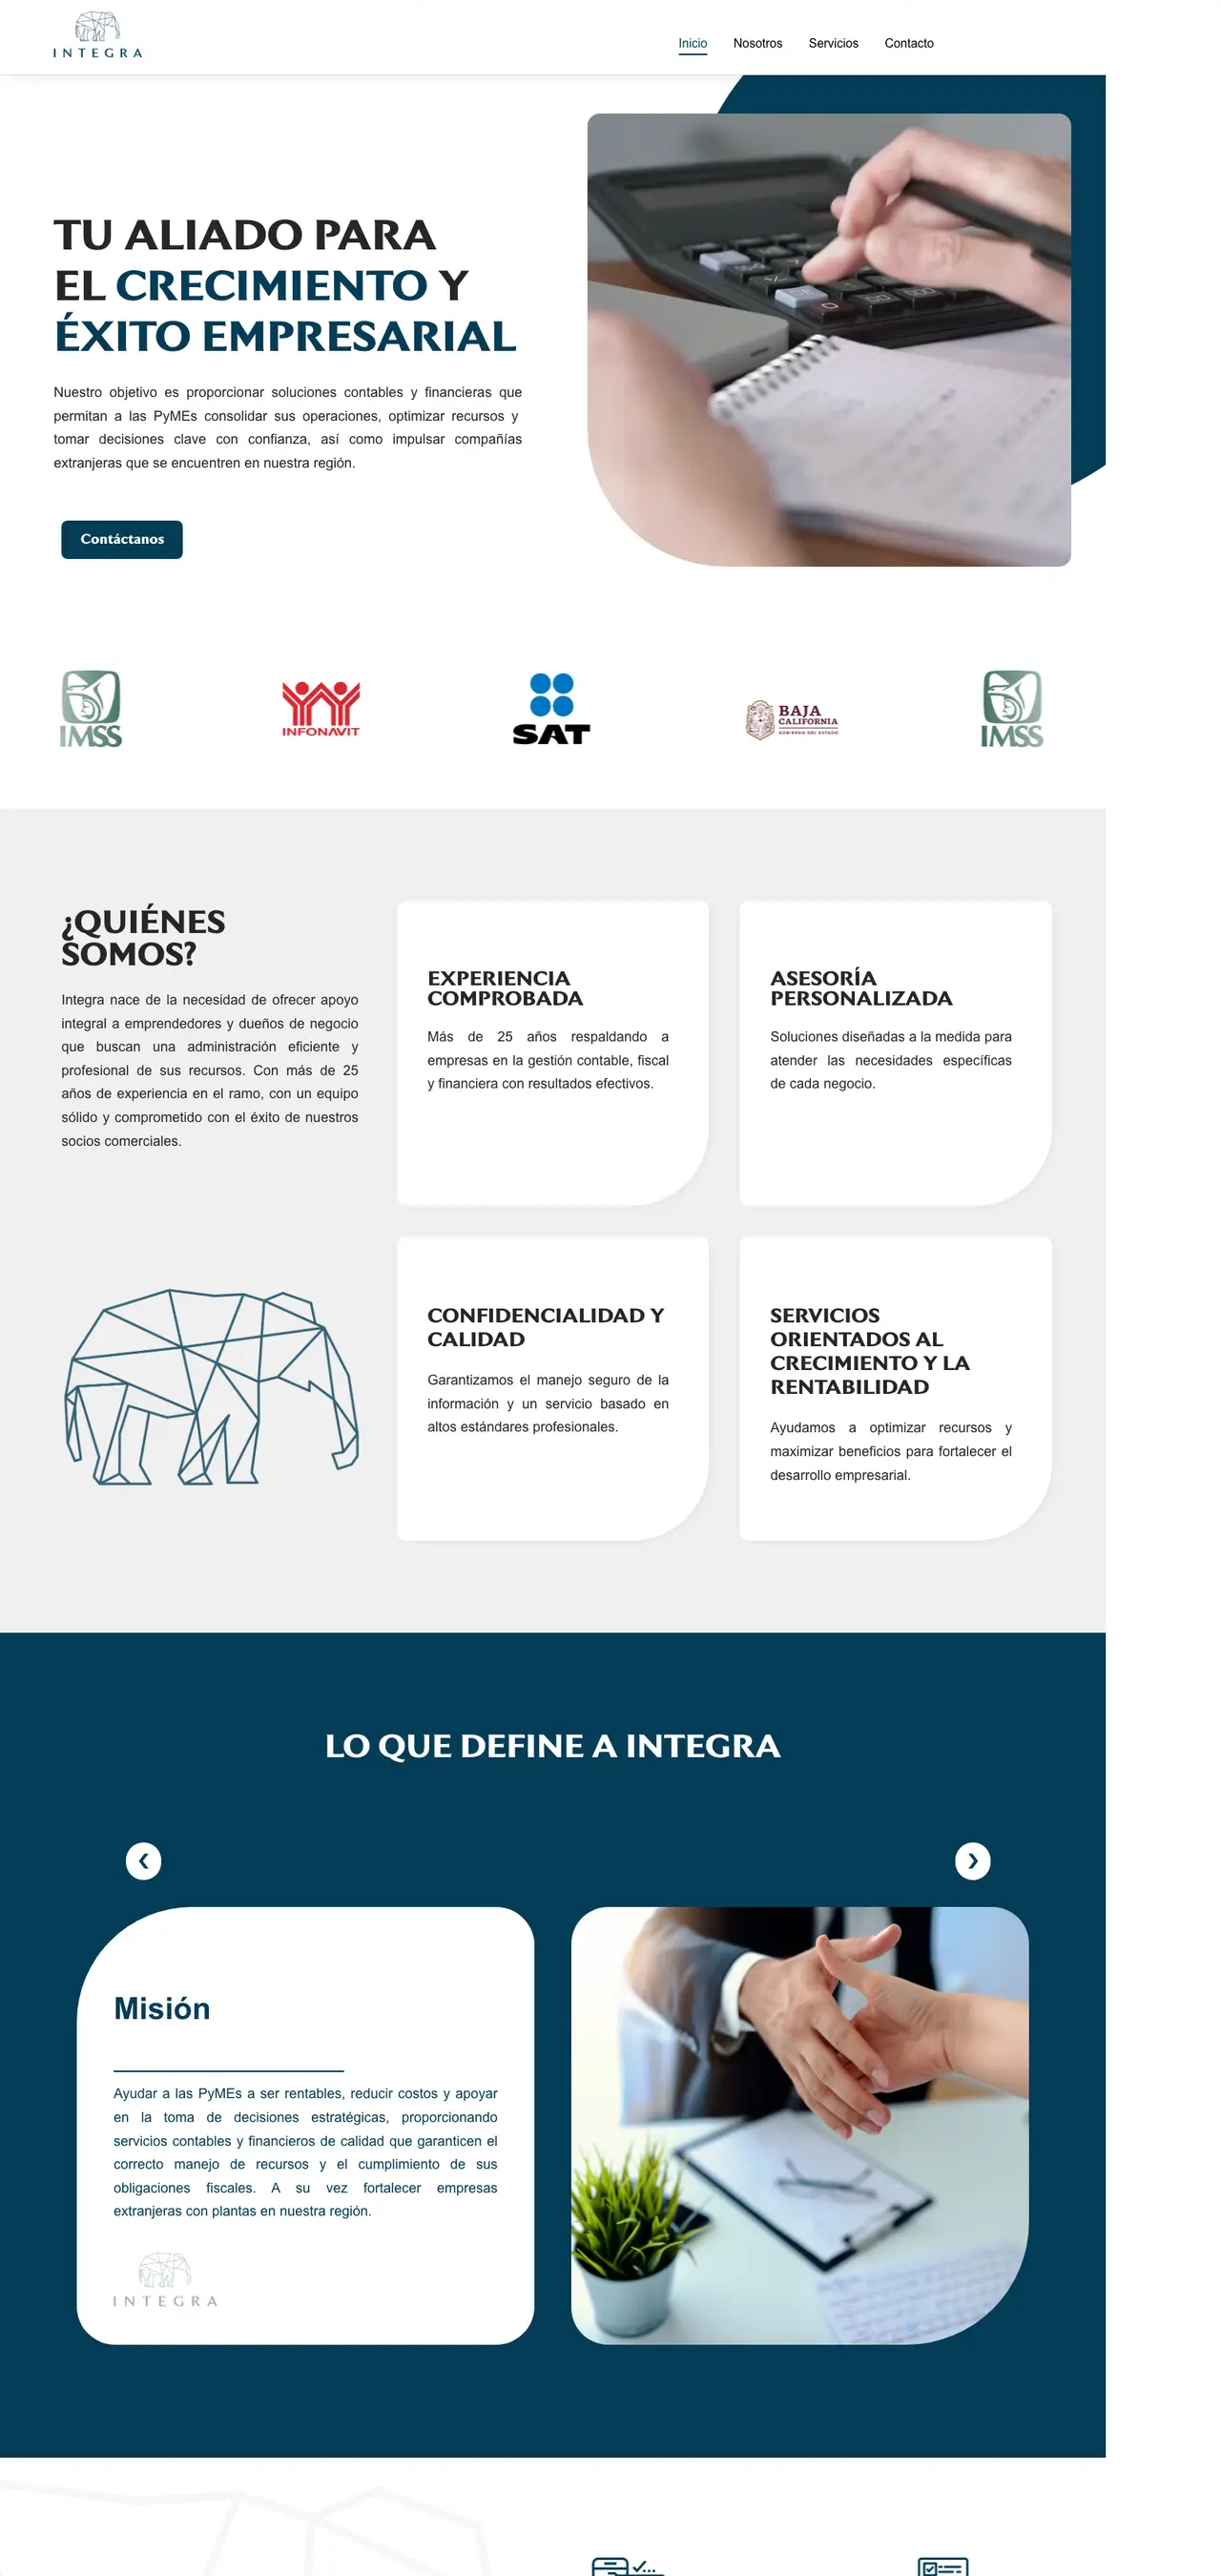 INTEGRA
Inicio Nosotros Servicios Contacto
TU ALIADO PARA
EL CRECIMIENTO Y
ÉXITO EMPRESARIAL
Nuestro objetivo es proporcionar soluciones contables y financieras que
permitan a las PyMEs consolidar sus operaciones, optimizar recursos y
tomar decisiones clave con confianza, así como impulsar compañías
extranjeras que se encuentren en nuestra región.
Contáctanos
IMSS
INFONAVIT
SAT
BAJA
CALIFORNIA
GOBIERNO DEL ESTADO
IMSS
¿QUIÉNES
SOMOS?
Integra nace de la necesidad de ofrecer apoyo
integral a emprendedores y dueños de negocio
que buscan una administración eficiente y
profesional de sus recursos. Con más de 25
años de experiencia en el ramo, con un equipo
sólido y comprometido con el éxito de nuestros
socios comerciales.
EXPERIENCIA
COMPROBADA
Más de 25 años respaldando a
empresas en la gestión contable, fiscal
y financiera con resultados efectivos.
ASESORÍA
PERSONALIZADA
Soluciones diseñadas a la medida para
atender las necesidades específicas
de cada negocio.
CONFIDENCIALIDAD Y
CALIDAD
Garantizamos el manejo seguro de la
información y un servicio basado en
altos estándares profesionales.
SERVICIOS
ORIENTADOS AL
CRECIMIENTO Y LA
RENTABILIDAD
Ayudamos a optimizar recursos y
maximizar beneficios para fortalecer el
desarrollo empresarial.
LO QUE DEFINE A INTEGRA
Misión
Ayudar a las PyMEs a ser rentables, reducir costos y apoyar
en la toma de decisiones estratégicas, proporcionando
servicios contables y financieros de calidad que garanticen el
correcto manejo de recursos y el cumplimiento de sus
obligaciones fiscales. A su vez fortalecer empresas
extranjeras con plantas en nuestra región.
INTEGRA